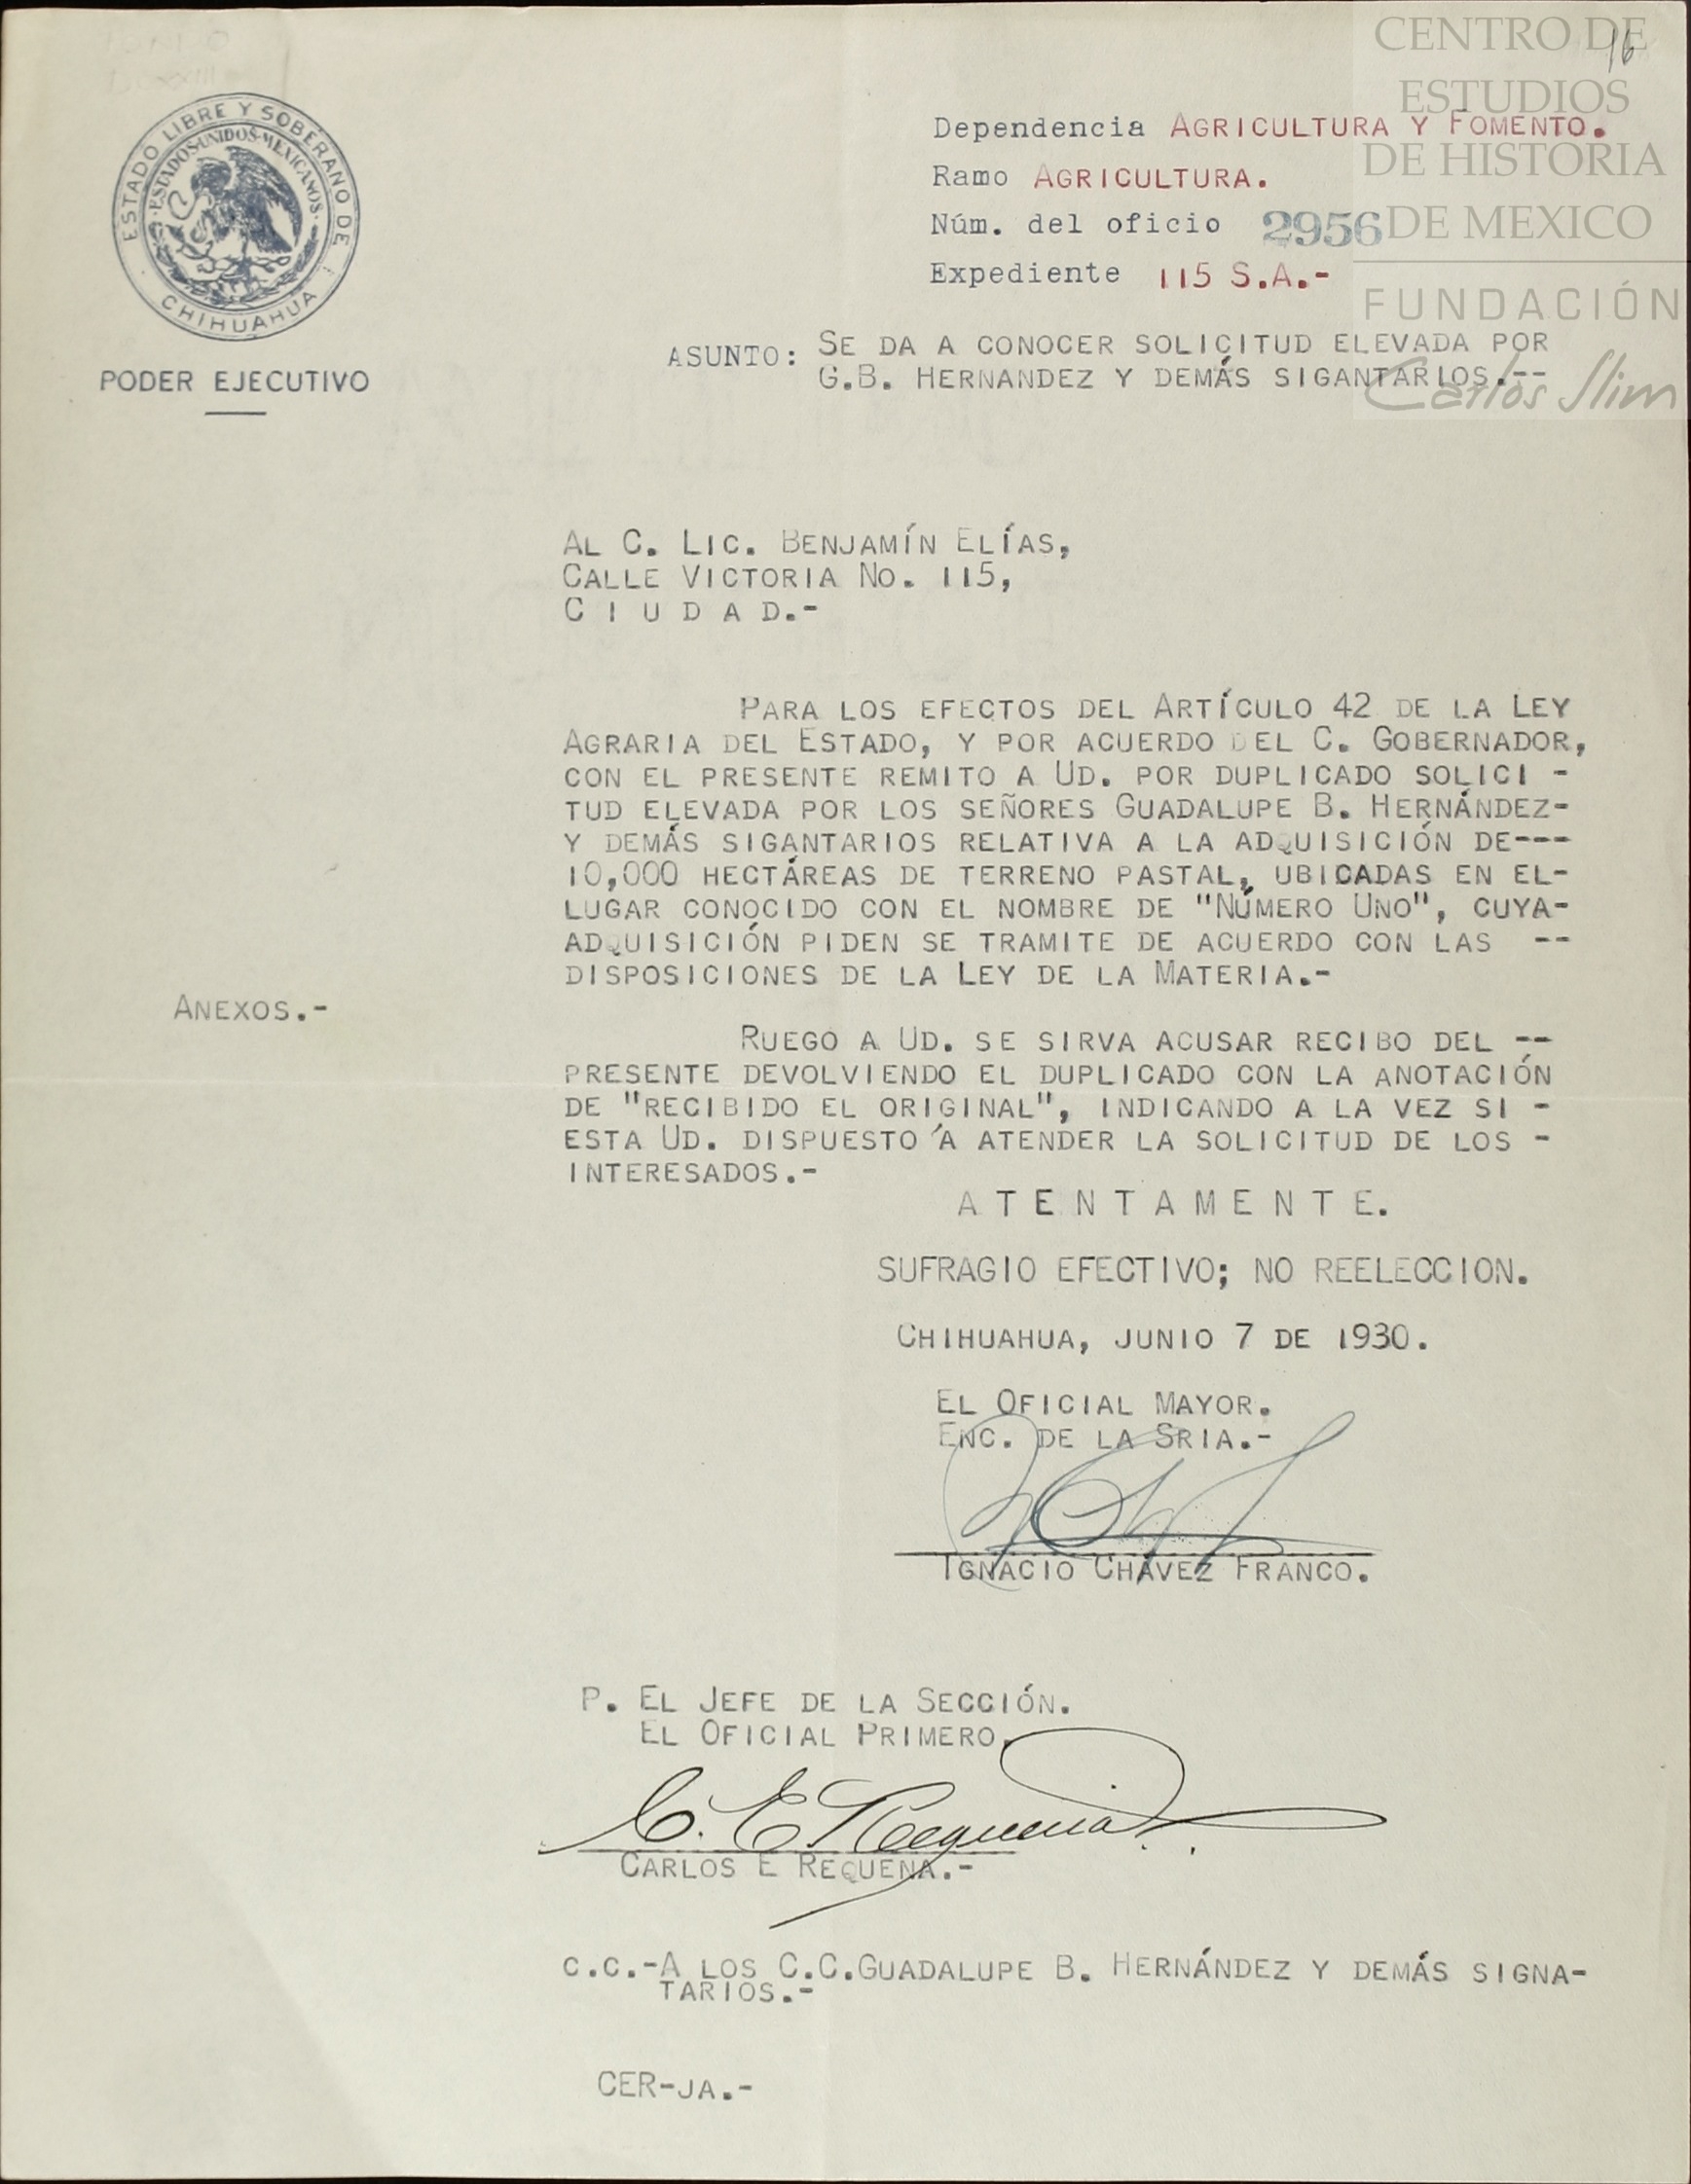 16
CENTRO DE
ESTUDIOS
DE HISTORIA
DE MEXICO
FUNDACIÓN
Carlos Slim
ESTADO LIBRE Y SOBERANO DE
CHIHUAHUA
ESTADOS UNIDOS MEXICANOS
PODER EJECUTIVO
Dependencia AGRICULTURA Y FOMENTO.
Ramo AGRICULTURA.
Núm. del oficio 2956
Expediente 115 S.A.-
ASUNTO: SE DA A CONOCER SOLICITUD ELEVADA POR
G.B. HERNANDEZ Y DEMÁS SIGANTARIOS.--
AL C. LIC. BENJAMÍN ELÍAS,
CALLE VICTORIA NO. 115,
C I U D A D.-
PARA LOS EFECTOS DEL ARTÍCULO 42 DE LA LEY
AGRARIA DEL ESTADO, Y POR ACUERDO DEL C. GOBERNADOR,
CON EL PRESENTE REMITO A UD. POR DUPLICADO SOLICI -
TUD ELEVADA POR LOS SEÑORES GUADALUPE B. HERNÁNDEZ-
Y DEMÁS SIGANTARIOS RELATIVA A LA ADQUISICIÓN DE---
10,000 HECTÁREAS DE TERRENO PASTAL, UBICADAS EN EL-
LUGAR CONOCIDO CON EL NOMBRE DE "NÚMERO UNO", CUYA-
ADQUISICIÓN PIDEN SE TRAMITE DE ACUERDO CON LAS --
DISPOSICIONES DE LA LEY DE LA MATERIA.-
ANEXOS.-
RUEGO A UD. SE SIRVA ACUSAR RECIBO DEL --
PRESENTE DEVOLVIENDO EL DUPLICADO CON LA ANOTACIÓN
DE "RECIBIDO EL ORIGINAL", INDICANDO A LA VEZ SI -
ESTA UD. DISPUESTO ´A ATENDER LA SOLICITUD DE LOS -
INTERESADOS.-
A T E N T A M E N T E.
SUFRAGIO EFECTIVO; NO REELECCION.
CHIHUAHUA, JUNIO 7 DE 1930.
EL OFICIAL MAYOR.
ENC. DE LA SRIA.-
IGNACIO CHÁVEZ FRANCO.
P. EL JEFE DE LA SECCIÓN.
EL OFICIAL PRIMERO.
C. E. Requena
CARLOS E REQUENA.-
C.C.-A LOS C.C.GUADALUPE B. HERNÁNDEZ Y DEMÁS SIGNA-
TARIOS.-
CER-JA.-